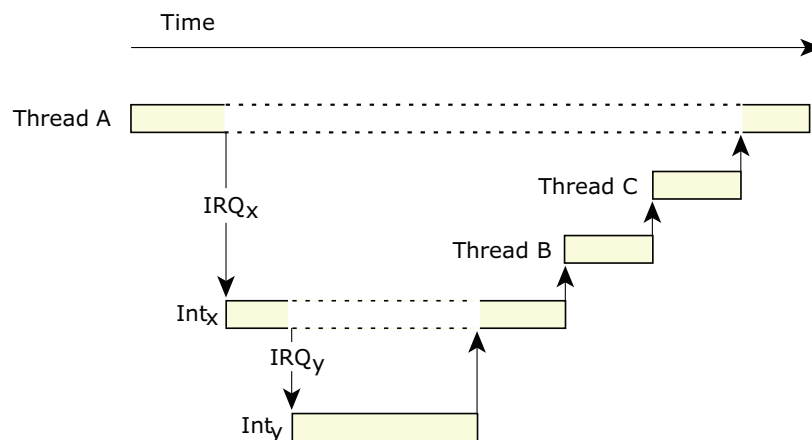 Time
Thread A
Thread C
IRQx
Thread B
Intx
IRQy
Inty